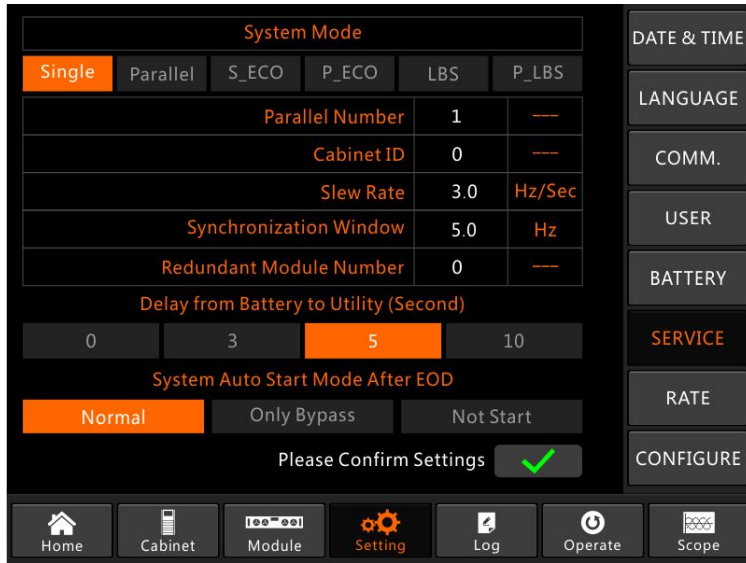 System Mode
Single Parallel S_ECO P_ECO LBS P_LBS
Parallel Number 1 ---
Cabinet ID 0 ---
Slew Rate 3.0 Hz/Sec
Synchronization Window 5.0 Hz
Redundant Module Number 0 ---
Delay from Battery to Utility (Second)
0 3 5 10
System Auto Start Mode After EOD
Normal Only Bypass Not Start
Please Confirm Settings
DATE & TIME
LANGUAGE
COMM.
USER
BATTERY
SERVICE
RATE
CONFIGURE
Home Cabinet Module Setting Log Operate Scope